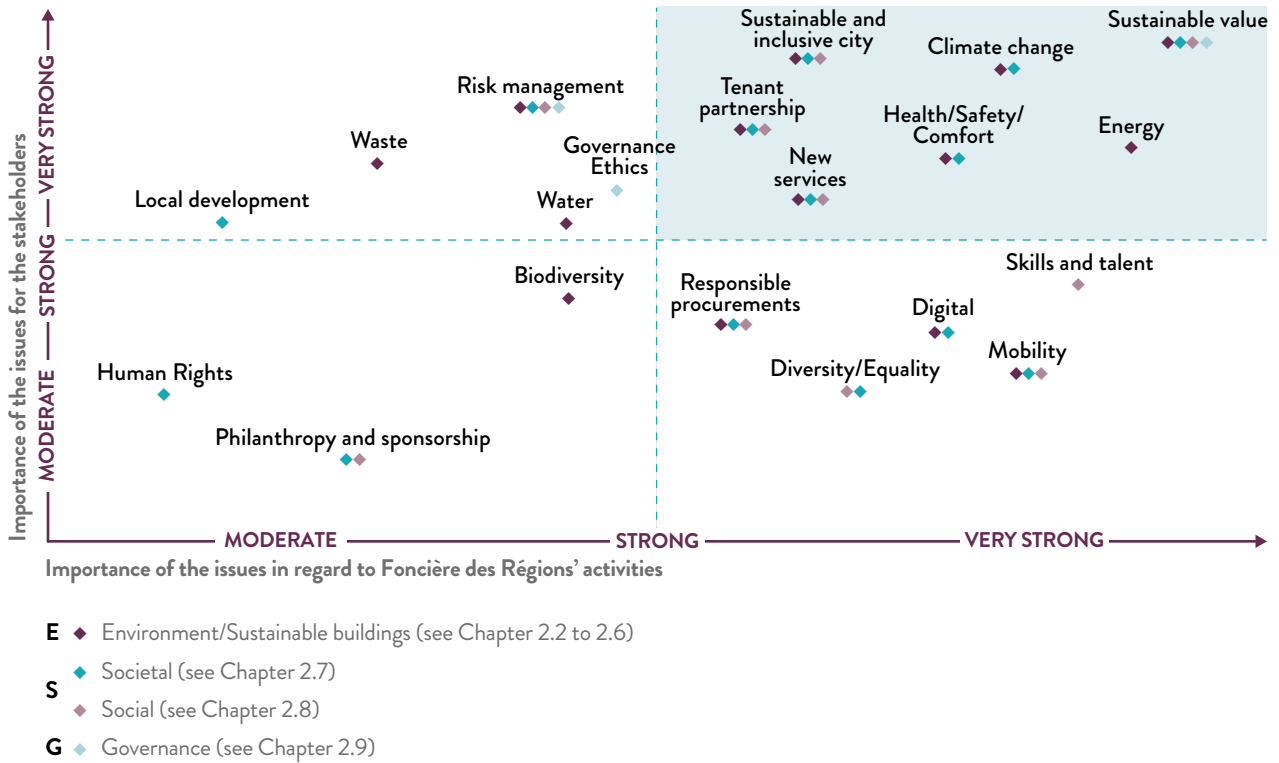 Importance of the issues for the stakeholders
VERY STRONG
STRONG
MODERATE
Sustainable and
inclusive city
Sustainable value
Climate change
Risk management
Tenant
partnership
Health/Safety/
Comfort
Energy
Waste
Governance
Ethics
New
services
Local development
Water
Biodiversity
Skills and talent
Responsible
procurements
Digital
Mobility
Diversity/Equality
Human Rights
Philanthropy and sponsorship
MODERATE
STRONG
VERY STRONG
Importance of the issues in regard to Foncière des Régions’ activities
E Environment/Sustainable buildings (see Chapter 2.2 to 2.6)
S
Societal (see Chapter 2.7)
Social (see Chapter 2.8)
G Governance (see Chapter 2.9)